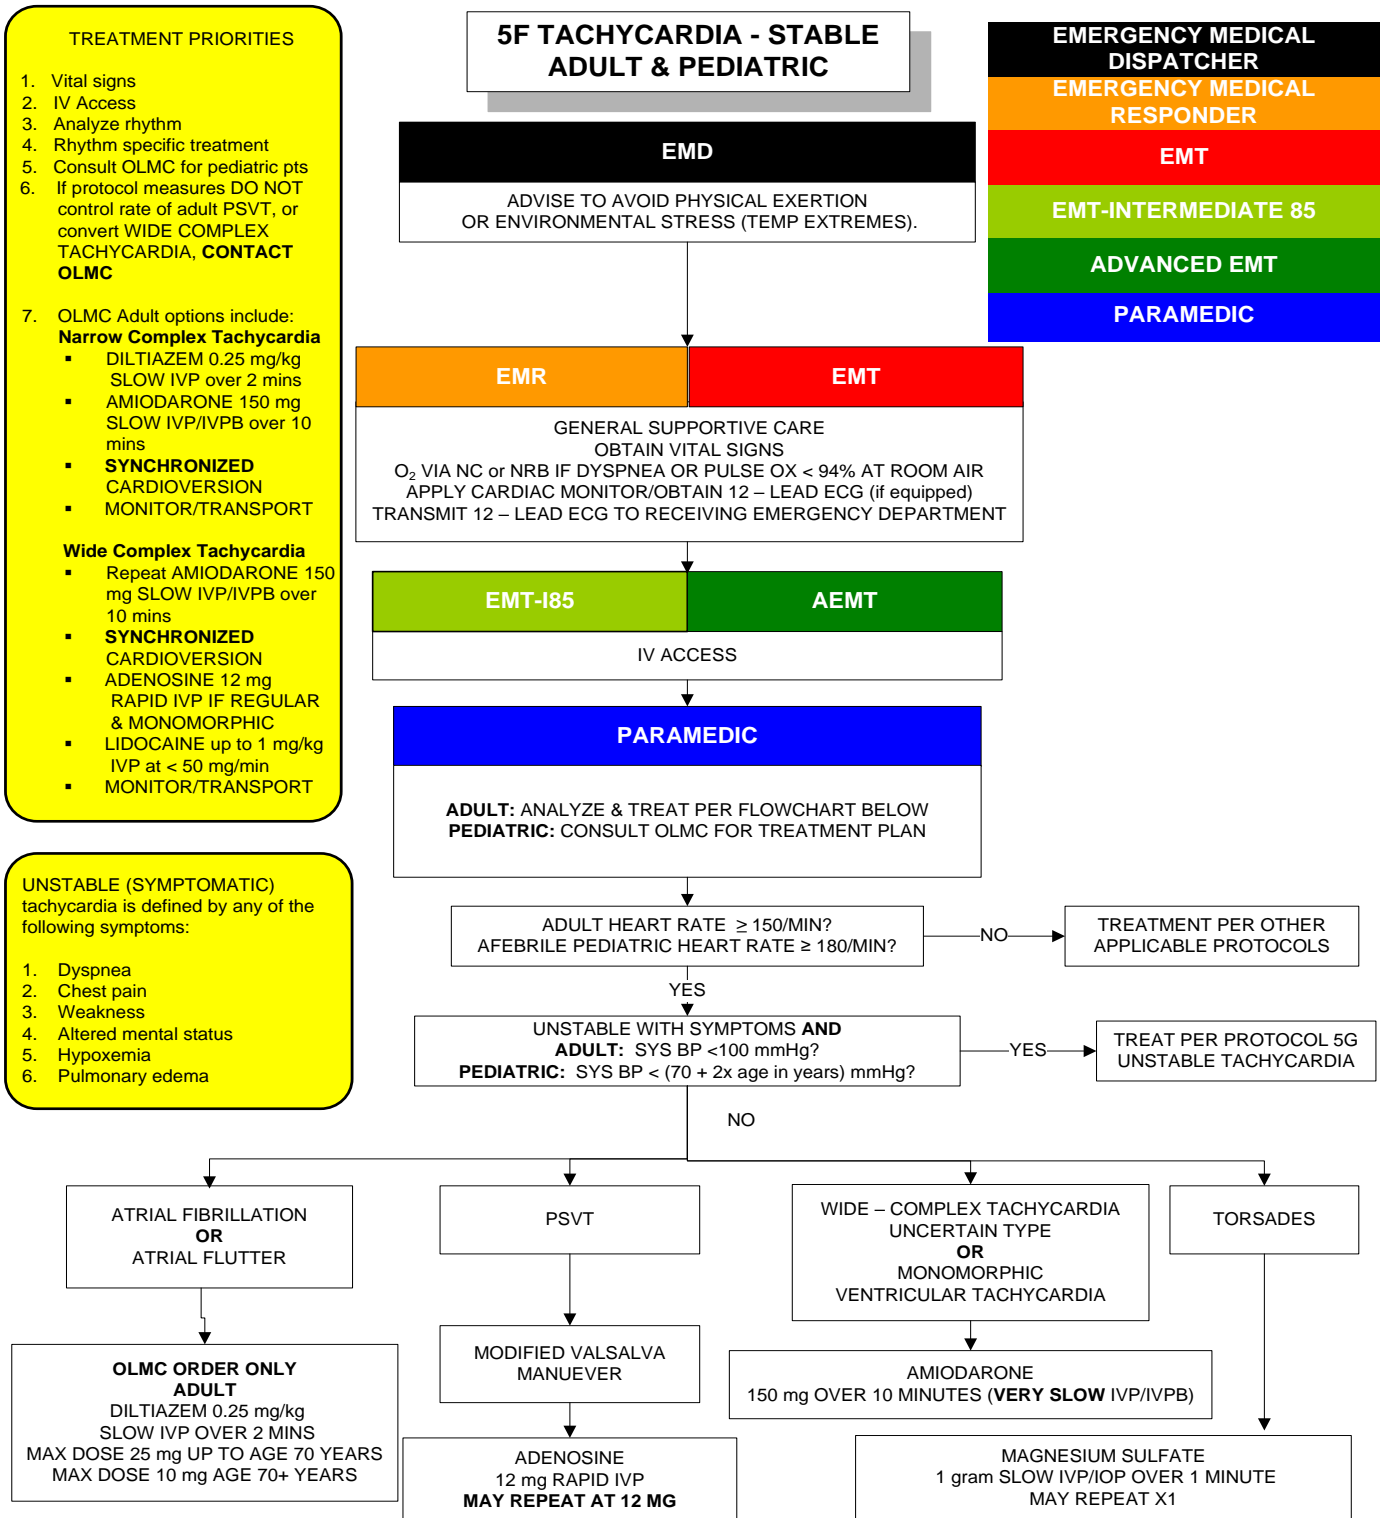 TREATMENT PRIORITIES
1. Vital signs
2. IV Access
3. Analyze rhythm
4. Rhythm specific treatment
5. Consult OLMC for pediatric pts
6. If protocol measures DO NOT
control rate of adult PSVT, or
convert WIDE COMPLEX
TACHYCARDIA, CONTACT
OLMC
7. OLMC Adult options include:
Narrow Complex Tachycardia
▪ DILTIAZEM 0.25 mg/kg
SLOW IVP over 2 mins
▪ AMIODARONE 150 mg
SLOW IVP/IVPB over 10
mins
▪ SYNCHRONIZED
CARDIOVERSION
▪ MONITOR/TRANSPORT
Wide Complex Tachycardia
▪ Repeat AMIODARONE 150
mg SLOW IVP/IVPB over
10 mins
▪ SYNCHRONIZED
CARDIOVERSION
▪ ADENOSINE 12 mg
RAPID IVP IF REGULAR
& MONOMORPHIC
▪ LIDOCAINE up to 1 mg/kg
IVP at < 50 mg/min
▪ MONITOR/TRANSPORT
UNSTABLE (SYMPTOMATIC)
tachycardia is defined by any of the
following symptoms:
1. Dyspnea
2. Chest pain
3. Weakness
4. Altered mental status
5. Hypoxemia
6. Pulmonary edema
5F TACHYCARDIA - STABLE
ADULT & PEDIATRIC
EMERGENCY MEDICAL
DISPATCHER
EMERGENCY MEDICAL
RESPONDER
EMT
EMT-INTERMEDIATE 85
ADVANCED EMT
PARAMEDIC
EMD
ADVISE TO AVOID PHYSICAL EXERTION
OR ENVIRONMENTAL STRESS (TEMP EXTREMES).
EMR
EMT
GENERAL SUPPORTIVE CARE
OBTAIN VITAL SIGNS
O₂ VIA NC or NRB IF DYSPNEA OR PULSE OX < 94% AT ROOM AIR
APPLY CARDIAC MONITOR/OBTAIN 12 – LEAD ECG (if equipped)
TRANSMIT 12 – LEAD ECG TO RECEIVING EMERGENCY DEPARTMENT
EMT-I85
AEMT
IV ACCESS
PARAMEDIC
ADULT: ANALYZE & TREAT PER FLOWCHART BELOW
PEDIATRIC: CONSULT OLMC FOR TREATMENT PLAN
ADULT HEART RATE ≥ 150/MIN?
AFEBRILE PEDIATRIC HEART RATE ≥ 180/MIN?
NO
TREATMENT PER OTHER
APPLICABLE PROTOCOLS
YES
UNSTABLE WITH SYMPTOMS AND
ADULT: SYS BP <100 mmHg?
PEDIATRIC: SYS BP < (70 + 2x age in years) mmHg?
YES
TREAT PER PROTOCOL 5G
UNSTABLE TACHYCARDIA
NO
ATRIAL FIBRILLATION
OR
ATRIAL FLUTTER
PSVT
WIDE – COMPLEX TACHYCARDIA
UNCERTAIN TYPE
OR
MONOMORPHIC
VENTRICULAR TACHYCARDIA
TORSADES
OLMC ORDER ONLY
ADULT
DILTIAZEM 0.25 mg/kg
SLOW IVP OVER 2 MINS
MAX DOSE 25 mg UP TO AGE 70 YEARS
MAX DOSE 10 mg AGE 70+ YEARS
MODIFIED VALSALVA
MANUEVER
ADENOSINE
12 mg RAPID IVP
MAY REPEAT AT 12 MG
AMIODARONE
150 mg OVER 10 MINUTES (VERY SLOW IVP/IVPB)
MAGNESIUM SULFATE
1 gram SLOW IVP/IOP OVER 1 MINUTE
MAY REPEAT X1